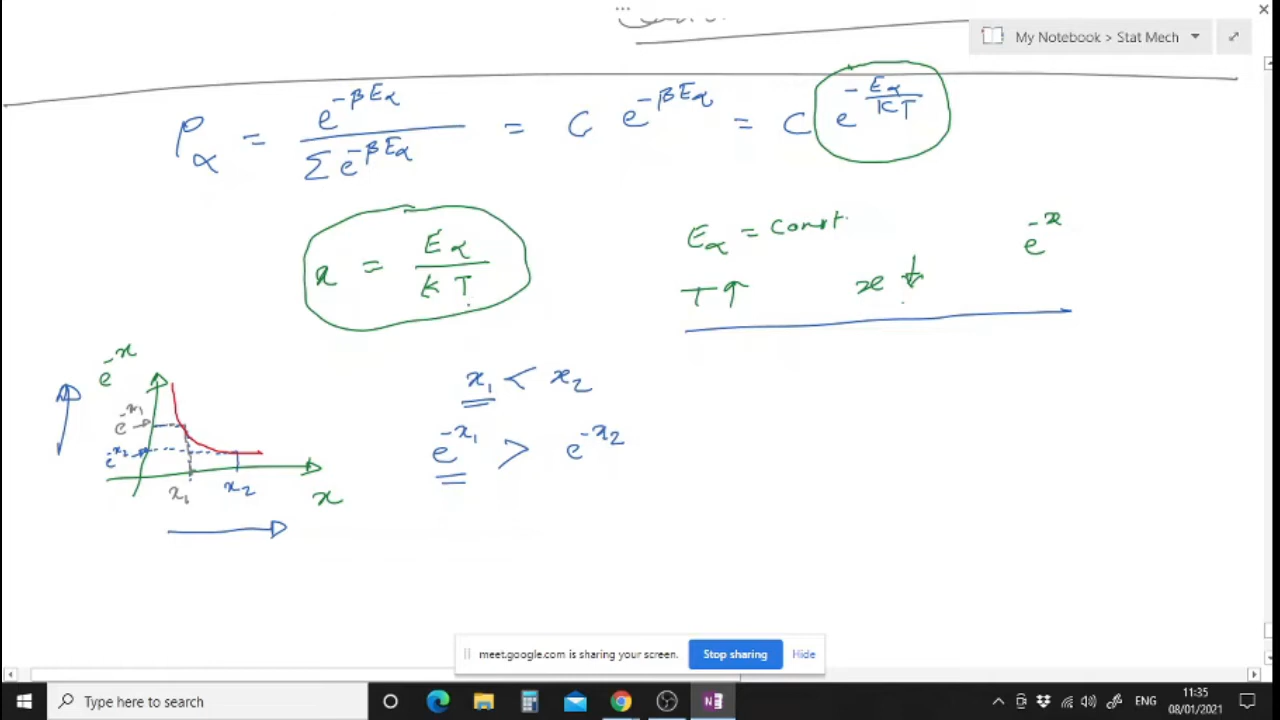 My Notebook > Stat Mech
P_α = e^{-βE_α} / Σ e^{-βE_α} = C e^{-βE_α} = C e^{-E_α/KT}
x = E_α / KT
E_α = const. e^{-x}
T↑ x↓
e^{-x}
e^{-x_1}
e^{-x_2}
x_1 x_2 x
x_1 < x_2
e^{-x_1} > e^{-x_2}
meet.google.com is sharing your screen. Stop sharing Hide
Type here to search
ENG
11:35
08/01/2021